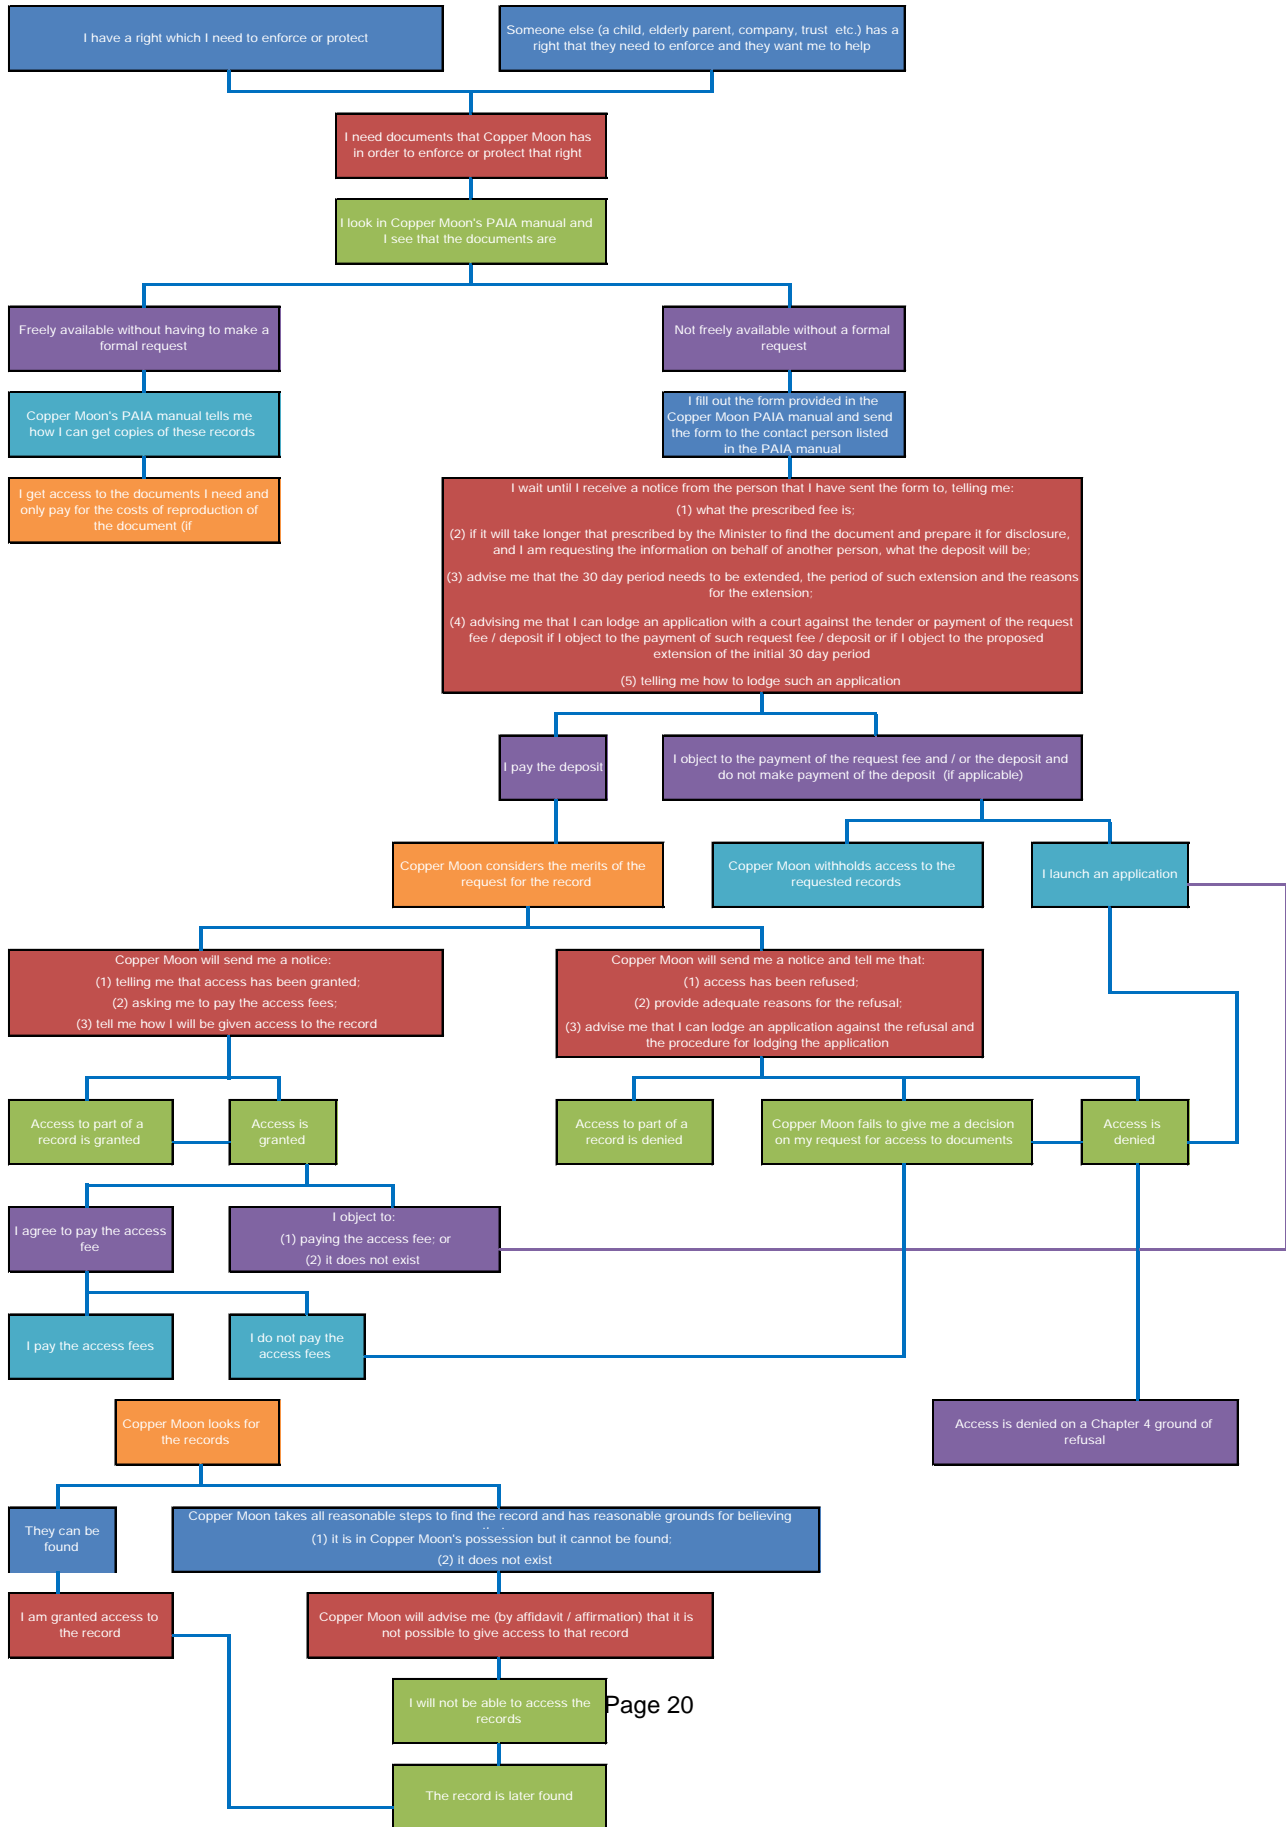 I have a right which I need to enforce or protect
Someone else (a child, elderly parent, company, trust etc.) has a
right that they need to enforce and they want me to help
I need documents that Copper Moon has
in order to enforce or protect that right
I look in Copper Moon's PAIA manual and
I see that the documents are
Freely available without having to make a
formal request
Not freely available without a formal
request
Copper Moon's PAIA manual tells me
how I can get copies of these records
I fill out the form provided in the
Copper Moon PAIA manual and send
the form to the contact person listed
in the PAIA manual
I get access to the documents I need and
only pay for the costs of reproduction of
the document (if
I wait until I receive a notice from the person that I have sent the form to, telling me:
(1) what the prescribed fee is;
(2) if it will take longer that prescribed by the Minister to find the document and prepare it for disclosure,
and I am requesting the information on behalf of another person, what the deposit will be;
(3) advise me that the 30 day period needs to be extended, the period of such extension and the reasons
for the extension;
(4) advising me that I can lodge an application with a court against the tender or payment of the request
fee / deposit if I object to the payment of such request fee / deposit or if I object to the proposed
extension of the initial 30 day period
(5) telling me how to lodge such an application
I pay the deposit
I object to the payment of the request fee and / or the deposit and
do not make payment of the deposit (if applicable)
Copper Moon considers the merits of the
request for the record
Copper Moon withholds access to the
requested records
I launch an application
Copper Moon will send me a notice:
(1) telling me that access has been granted;
(2) asking me to pay the access fees;
(3) tell me how I will be given access to the record
Copper Moon will send me a notice and tell me that:
(1) access has been refused;
(2) provide adequate reasons for the refusal;
(3) advise me that I can lodge an application against the refusal and
the procedure for lodging the application
Access to part of a
record is granted
Access is
granted
Access to part of a
record is denied
Copper Moon fails to give me a decision
on my request for access to documents
Access is
denied
I agree to pay the access
fee
I object to:
(1) paying the access fee; or
(2) it does not exist
I pay the access fees
I do not pay the
access fees
Copper Moon looks for
the records
Access is denied on a Chapter 4 ground of
refusal
They can be
found
Copper Moon takes all reasonable steps to find the record and has reasonable grounds for believing
(1) it is in Copper Moon's possession but it cannot be found;
(2) it does not exist
I am granted access to
the record
Copper Moon will advise me (by affidavit / affirmation) that it is
not possible to give access to that record
I will not be able to access the
records
Page 20
The record is later found